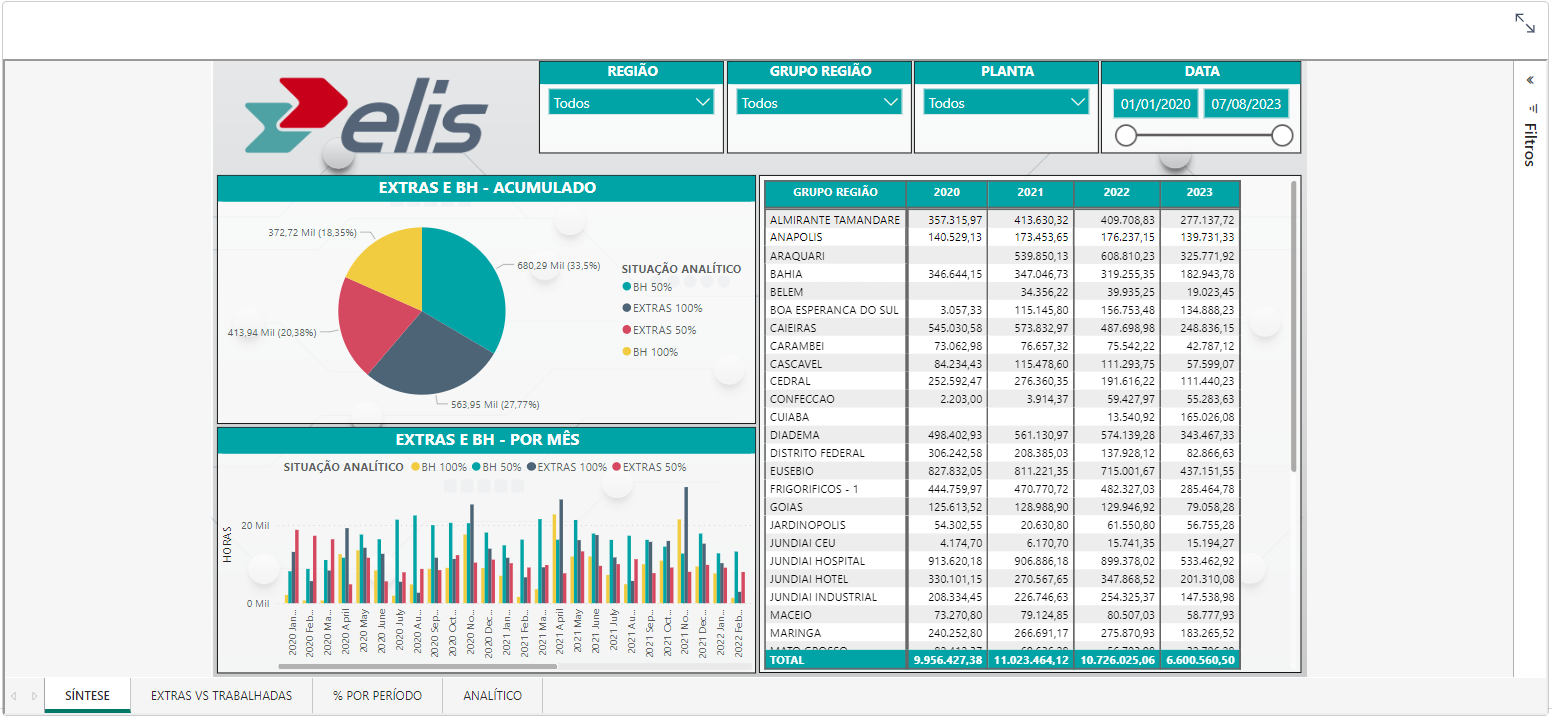 elis
REGIÃO
Todos
GRUPO REGIÃO
Todos
PLANTA
Todos
DATA
01/01/2020 07/08/2023
Filtros
EXTRAS E BH - ACUMULADO
372,72 Mil (18,35%)
680,29 Mil (33,5%)
413,94 Mil (20,38%)
563,95 Mil (27,77%)
SITUAÇÃO ANALÍTICO
BH 50%
EXTRAS 100%
EXTRAS 50%
BH 100%
EXTRAS E BH - POR MÊS
SITUAÇÃO ANALÍTICO BH 100% BH 50% EXTRAS 100% EXTRAS 50%
HORAS
20 Mil
0 Mil
2020 Jan...
2020 Feb...
2020 Ma...
2020 April
2020 May
2020 June
2020 July
2020 Au...
2020 Sep...
2020 Oct...
2020 No...
2020 Dec...
2021 Jan...
2021 Feb...
2021 Ma...
2021 April
2021 May
2021 June
2021 July
2021 Au...
2021 Sep...
2021 Oct...
2021 No...
2021 Dec...
2022 Jan...
2022 Feb...
GRUPO REGIÃO 2020 2021 2022 2023
ALMIRANTE TAMANDARE 357.315,97 413.630,32 409.708,83 277.137,72
ANAPOLIS 140.529,13 173.453,65 176.237,15 139.731,33
ARAQUARI 539.850,13 608.810,23 325.771,92
BAHIA 346.644,15 347.046,73 319.255,35 182.943,78
BELEM 34.356,22 39.935,25 19.023,45
BOA ESPERANCA DO SUL 3.057,33 115.145,80 156.753,48 134.888,23
CAIEIRAS 545.030,58 573.832,97 487.698,98 248.836,15
CARAMBEI 73.062,98 76.657,32 75.542,22 42.787,12
CASCAVEL 84.234,43 115.478,60 111.293,75 57.599,07
CEDRAL 252.592,47 276.360,35 191.616,22 111.440,23
CONFECCAO 2.203,00 3.914,37 59.427,97 55.283,63
CUIABA 13.540,92 165.026,08
DIADEMA 498.402,93 561.130,97 574.139,28 343.467,33
DISTRITO FEDERAL 306.242,58 208.385,03 137.928,12 82.866,63
EUSEBIO 827.832,05 811.221,35 715.001,67 437.151,55
FRIGORIFICOS - 1 444.759,97 470.770,72 482.327,03 285.464,78
GOIAS 125.613,52 128.988,90 129.946,92 79.058,28
JARDINOPOLIS 54.302,55 20.630,80 61.550,80 56.755,28
JUNDIAI CEU 4.174,70 6.170,70 15.741,35 15.194,27
JUNDIAI HOSPITAL 913.620,18 906.886,18 899.378,02 533.462,92
JUNDIAI HOTEL 330.101,15 270.567,65 347.868,52 201.310,08
JUNDIAI INDUSTRIAL 208.334,45 226.746,63 254.325,37 147.538,98
MACEIO 73.270,80 79.124,85 80.507,03 58.777,93
MARINGA 240.252,80 266.691,17 275.870,93 183.265,52
MATO GROSSO
TOTAL 9.956.427,38 11.023.464,12 10.726.025,06 6.600.560,50
SÍNTESE EXTRAS VS TRABALHADAS % POR PERÍODO ANALÍTICO